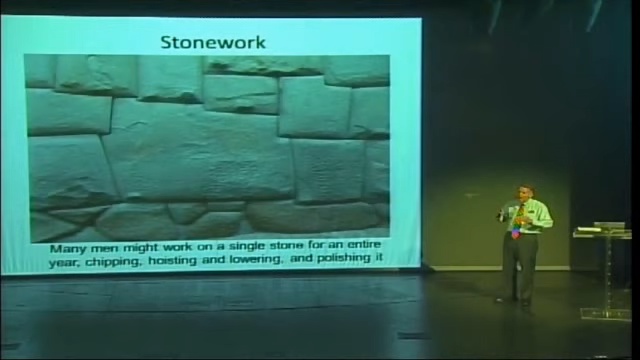 Stonework
Many men might work on a single stone for an entire
year, chipping, hoisting and lowering, and polishing it